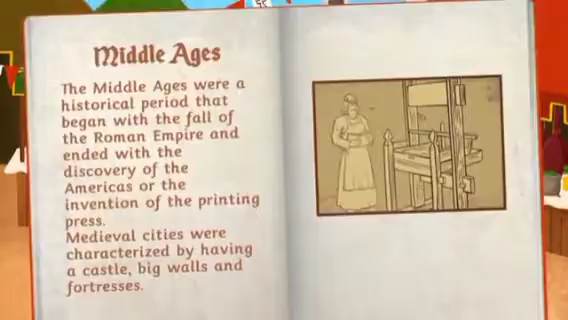 Middle Ages
The Middle Ages were a
historical period that
began with the fall of
the Roman Empire and
ended with the
discovery of the
Americas or the
invention of the printing
press.
Medieval cities were
characterized by having
a castle, big walls and
fortresses.